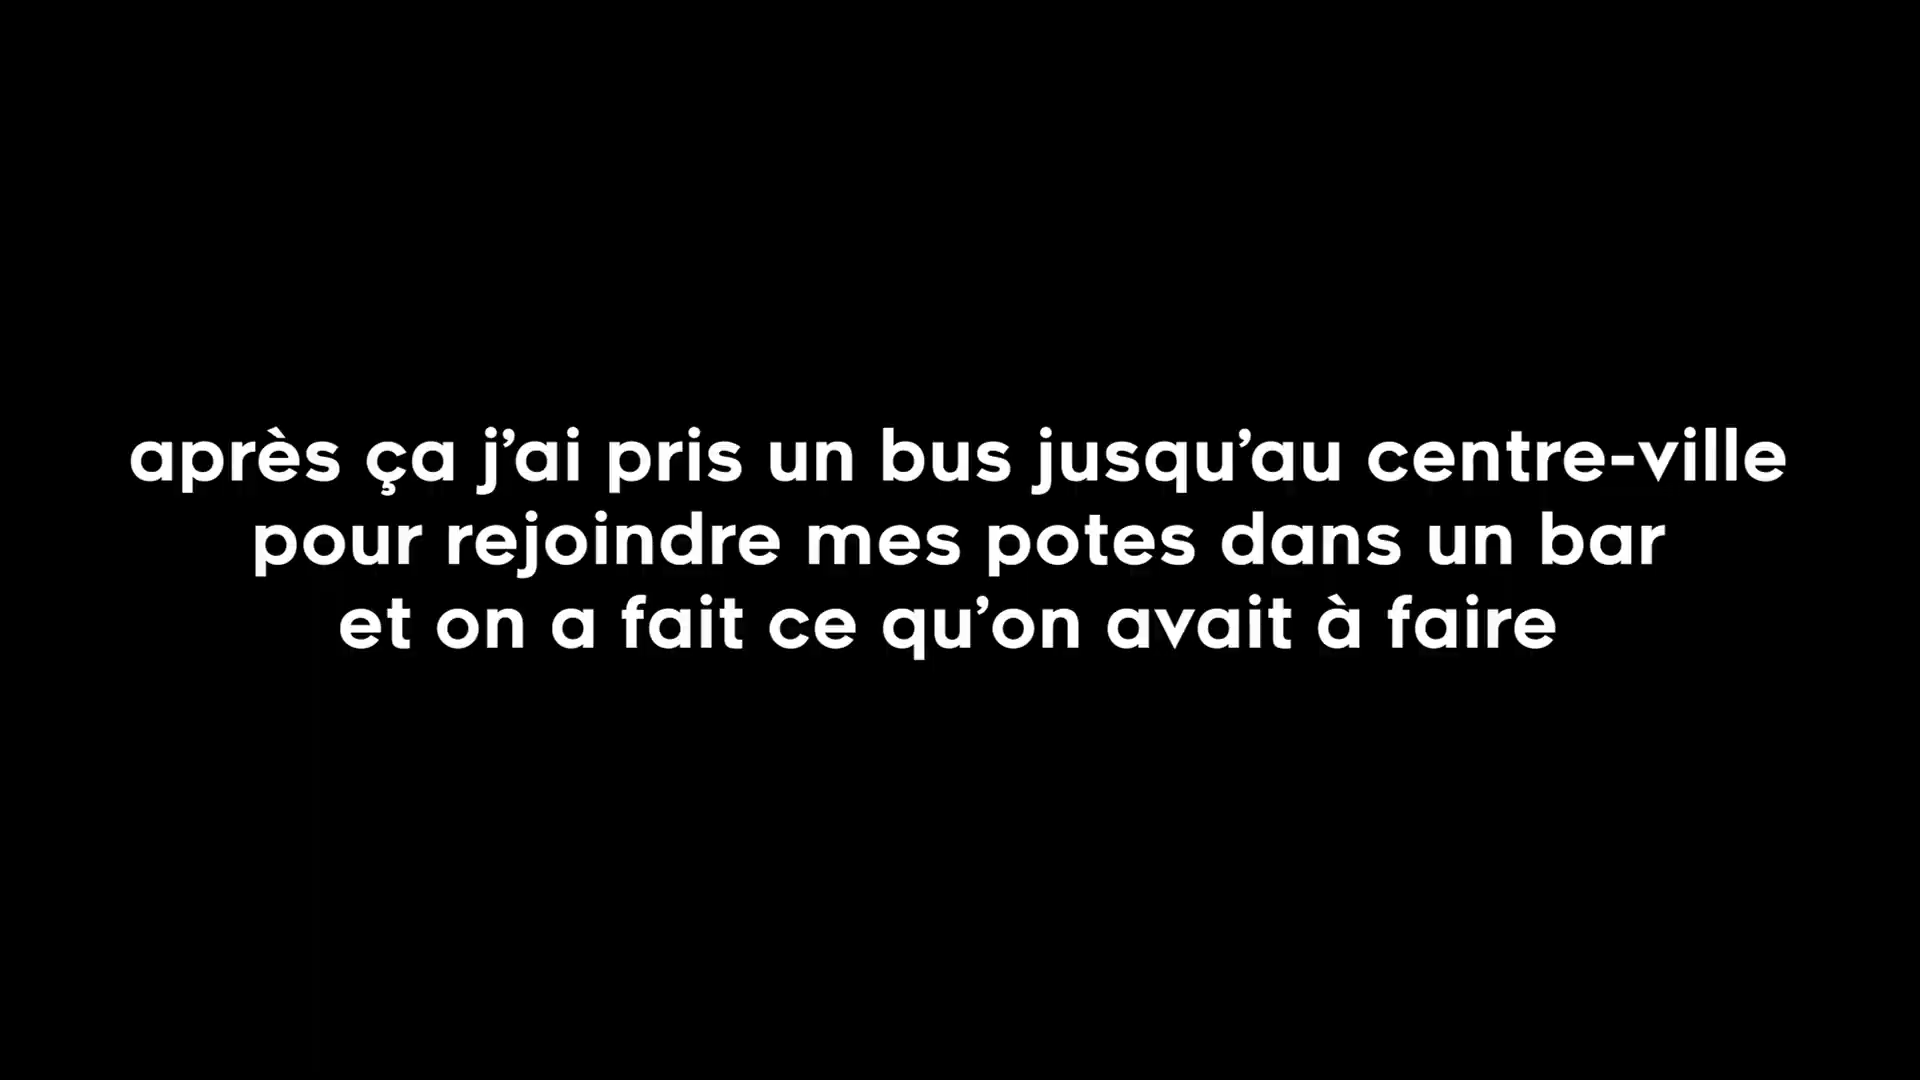 après ça j’ai pris un bus jusqu’au centre-ville
pour rejoindre mes potes dans un bar
et on a fait ce qu’on avait à faire